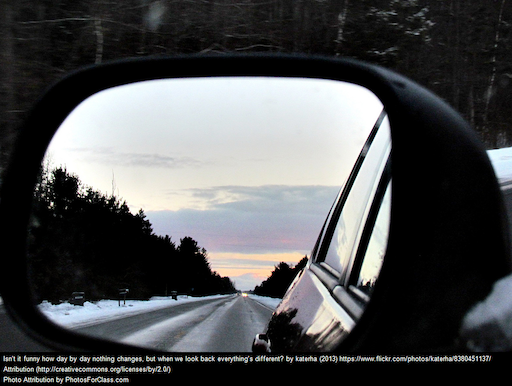 Isn't it funny how day by day nothing changes, but when we look back everything's different? by katerha (2013) https://www.flickr.com/photos/katerha/8380451137/
Attribution (http://creativecommons.org/licenses/by/2.0/)
Photo Attribution by PhotosForClass.com